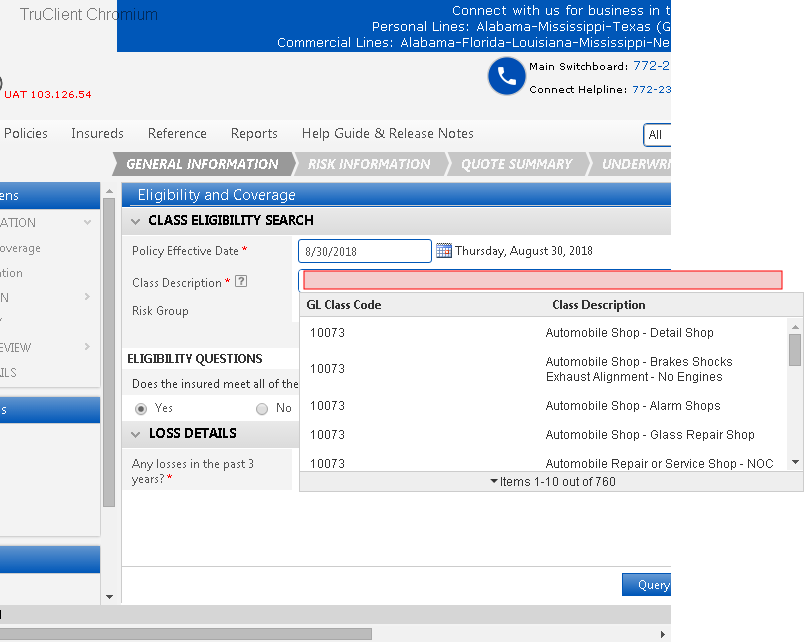 TruClient Chromium
Connect with us for business in t
Personal Lines: Alabama-Mississippi-Texas (G
Commercial Lines: Alabama-Florida-Louisiana-Mississippi-Ne
Main Switchboard: 772-2
UAT 103.126.54
Connect Helpline: 772-23
Policies Insureds Reference Reports Help Guide & Release Notes All
GENERAL INFORMATION RISK INFORMATION QUOTE SUMMARY UNDERWRI
ens
Eligibility and Coverage
ATION
CLASS ELIGIBILITY SEARCH
overage
Policy Effective Date * 8/30/2018 Thursday, August 30, 2018
tion
Class Description * ?
N
GL Class Code Class Description
Risk Group
10073 Automobile Shop - Detail Shop
EVIEW
ELIGIBILITY QUESTIONS
10073 Automobile Shop - Brakes Shocks
Exhaust Alignment - No Engines
ILS
Does the insured meet all of the
s
Yes No
10073 Automobile Shop - Alarm Shops
LOSS DETAILS
10073 Automobile Shop - Glass Repair Shop
Any losses in the past 3
years? *
10073 Automobile Repair or Service Shop - NOC
Items 1-10 out of 760
Query